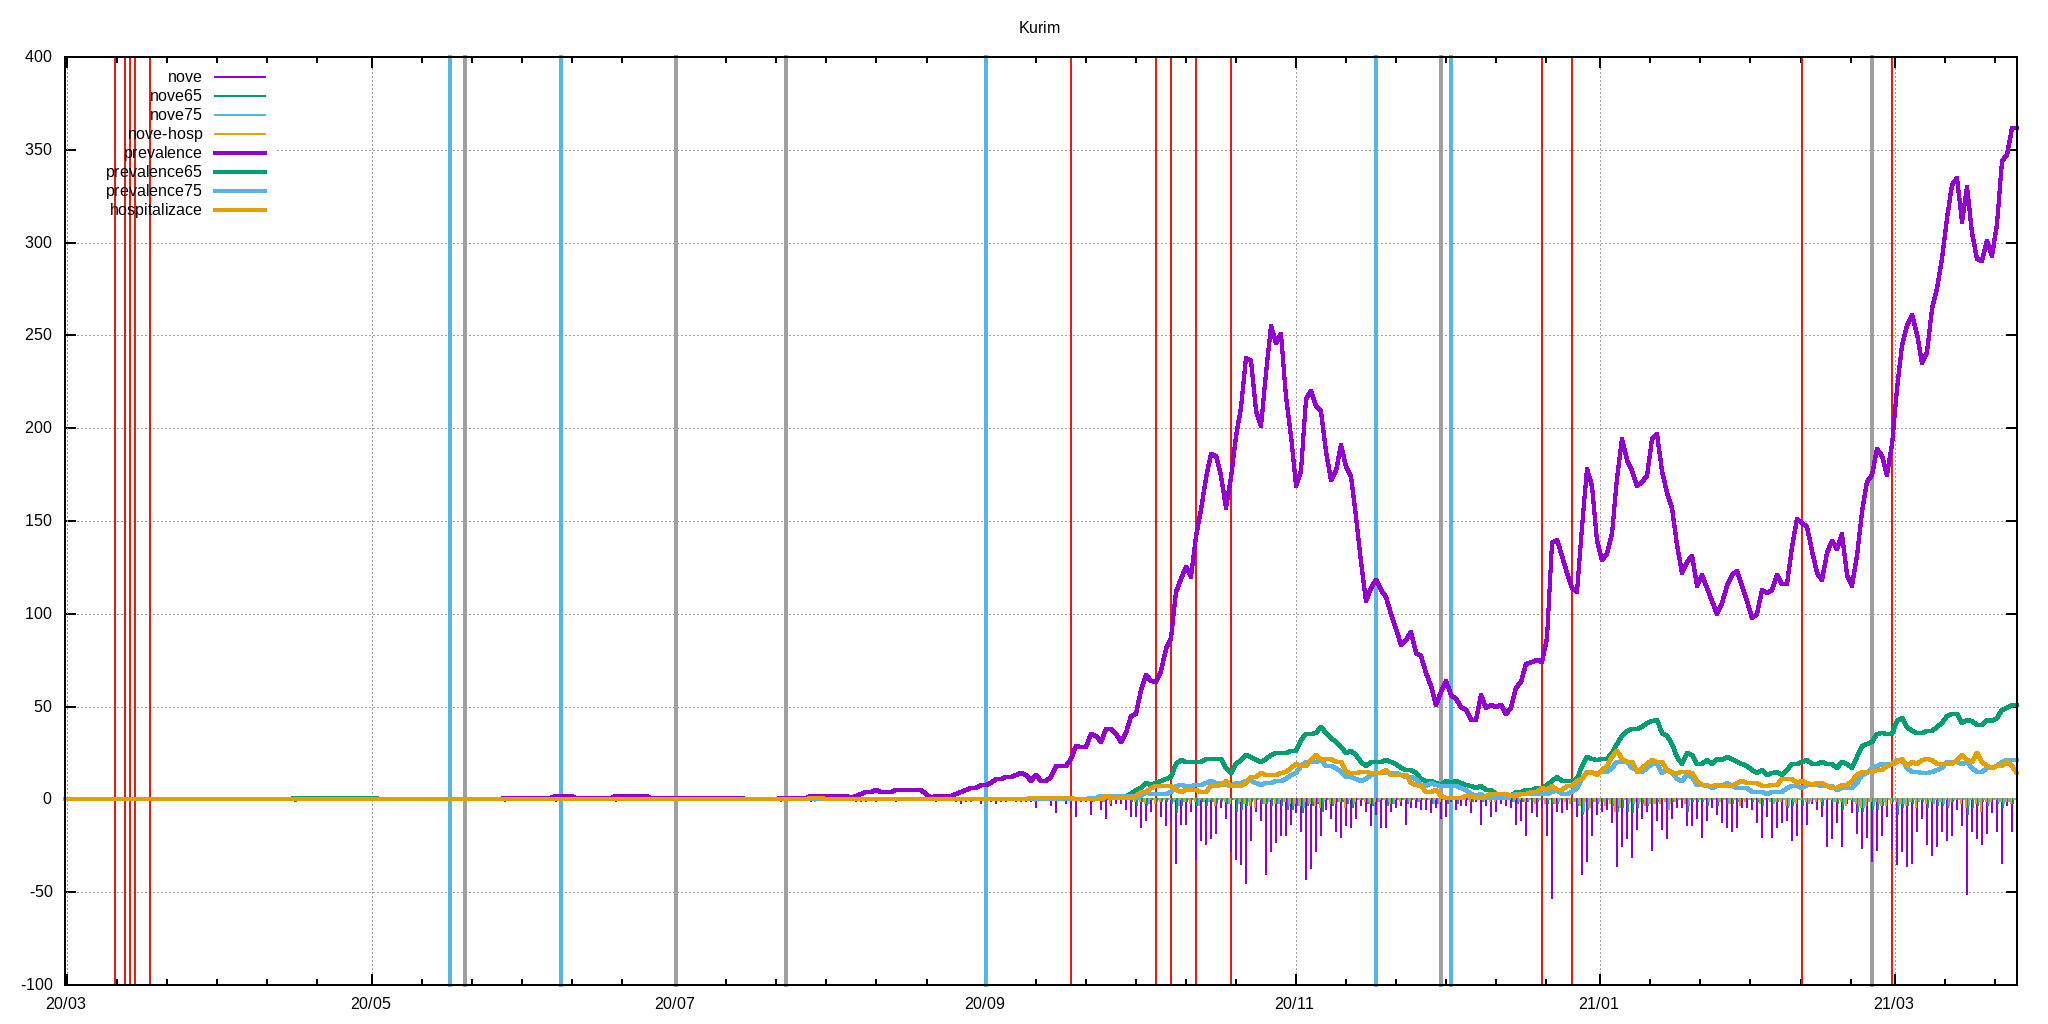 Kurim
400
350
300
250
200
150
100
50
0
-50
-100
nove
nove65
nove75
nove-hosp
prevalence
prevalence65
prevalence75
hospitalizace
20/03 20/05 20/07 20/09 20/11 21/01 21/03